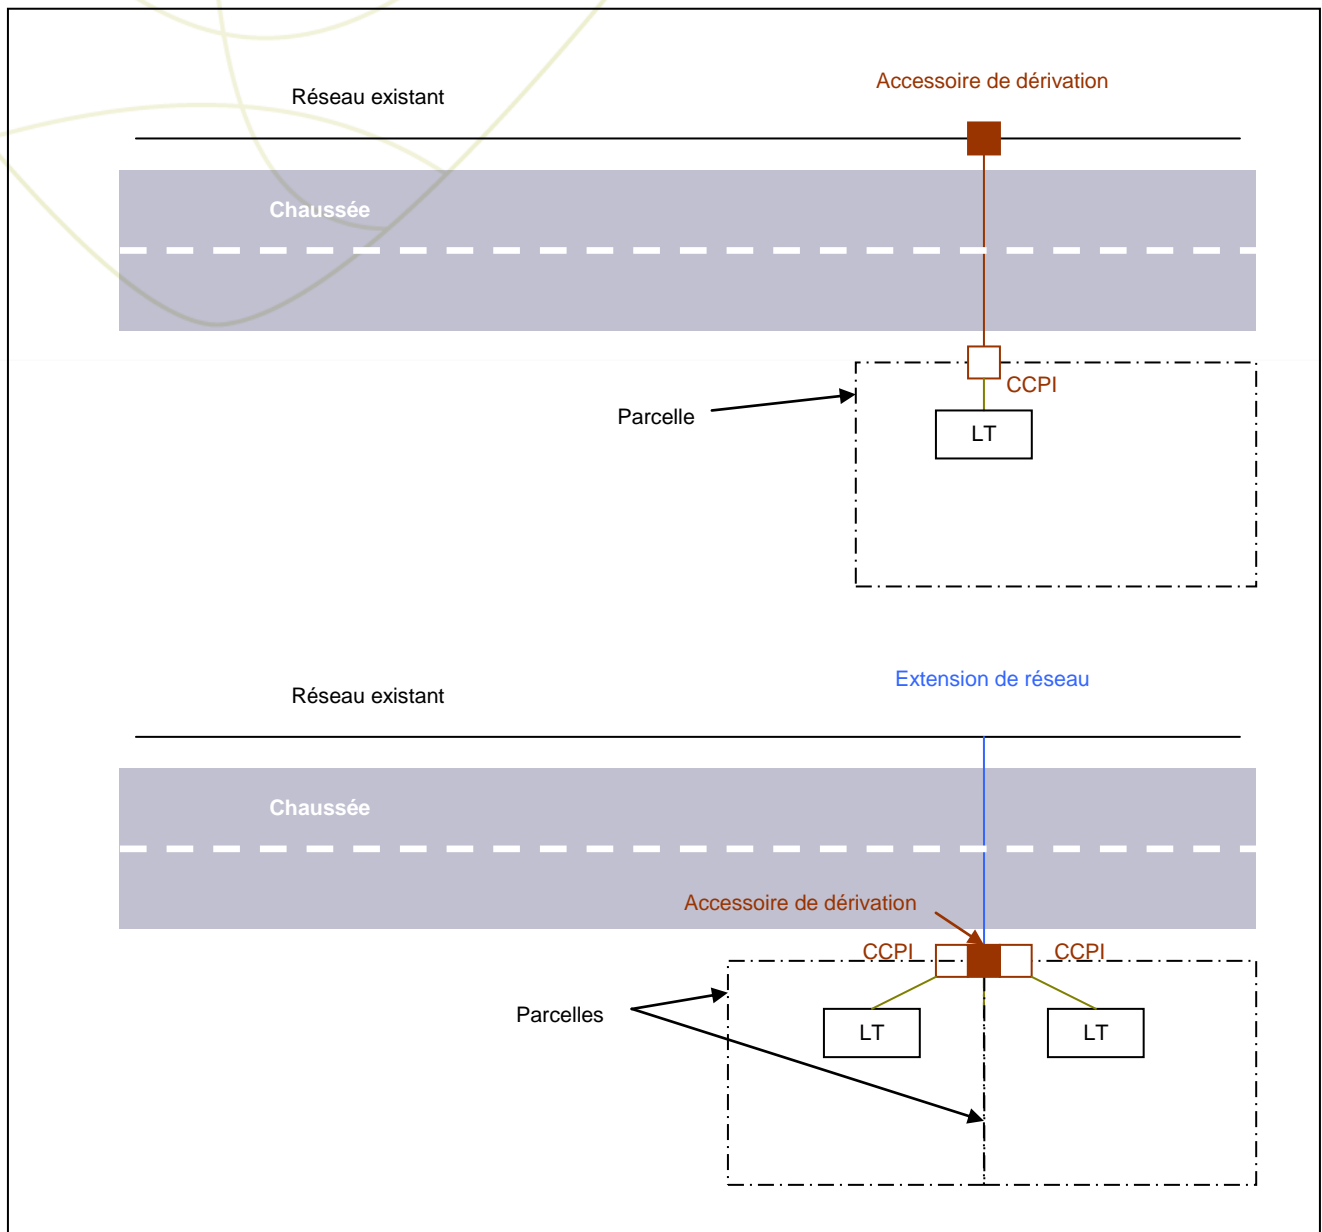 Accessoire de dérivation
Réseau existant
Chaussée
CCPI
Parcelle
LT
Extension de réseau
Réseau existant
Chaussée
Accessoire de dérivation
CCPI
CCPI
Parcelles
LT
LT